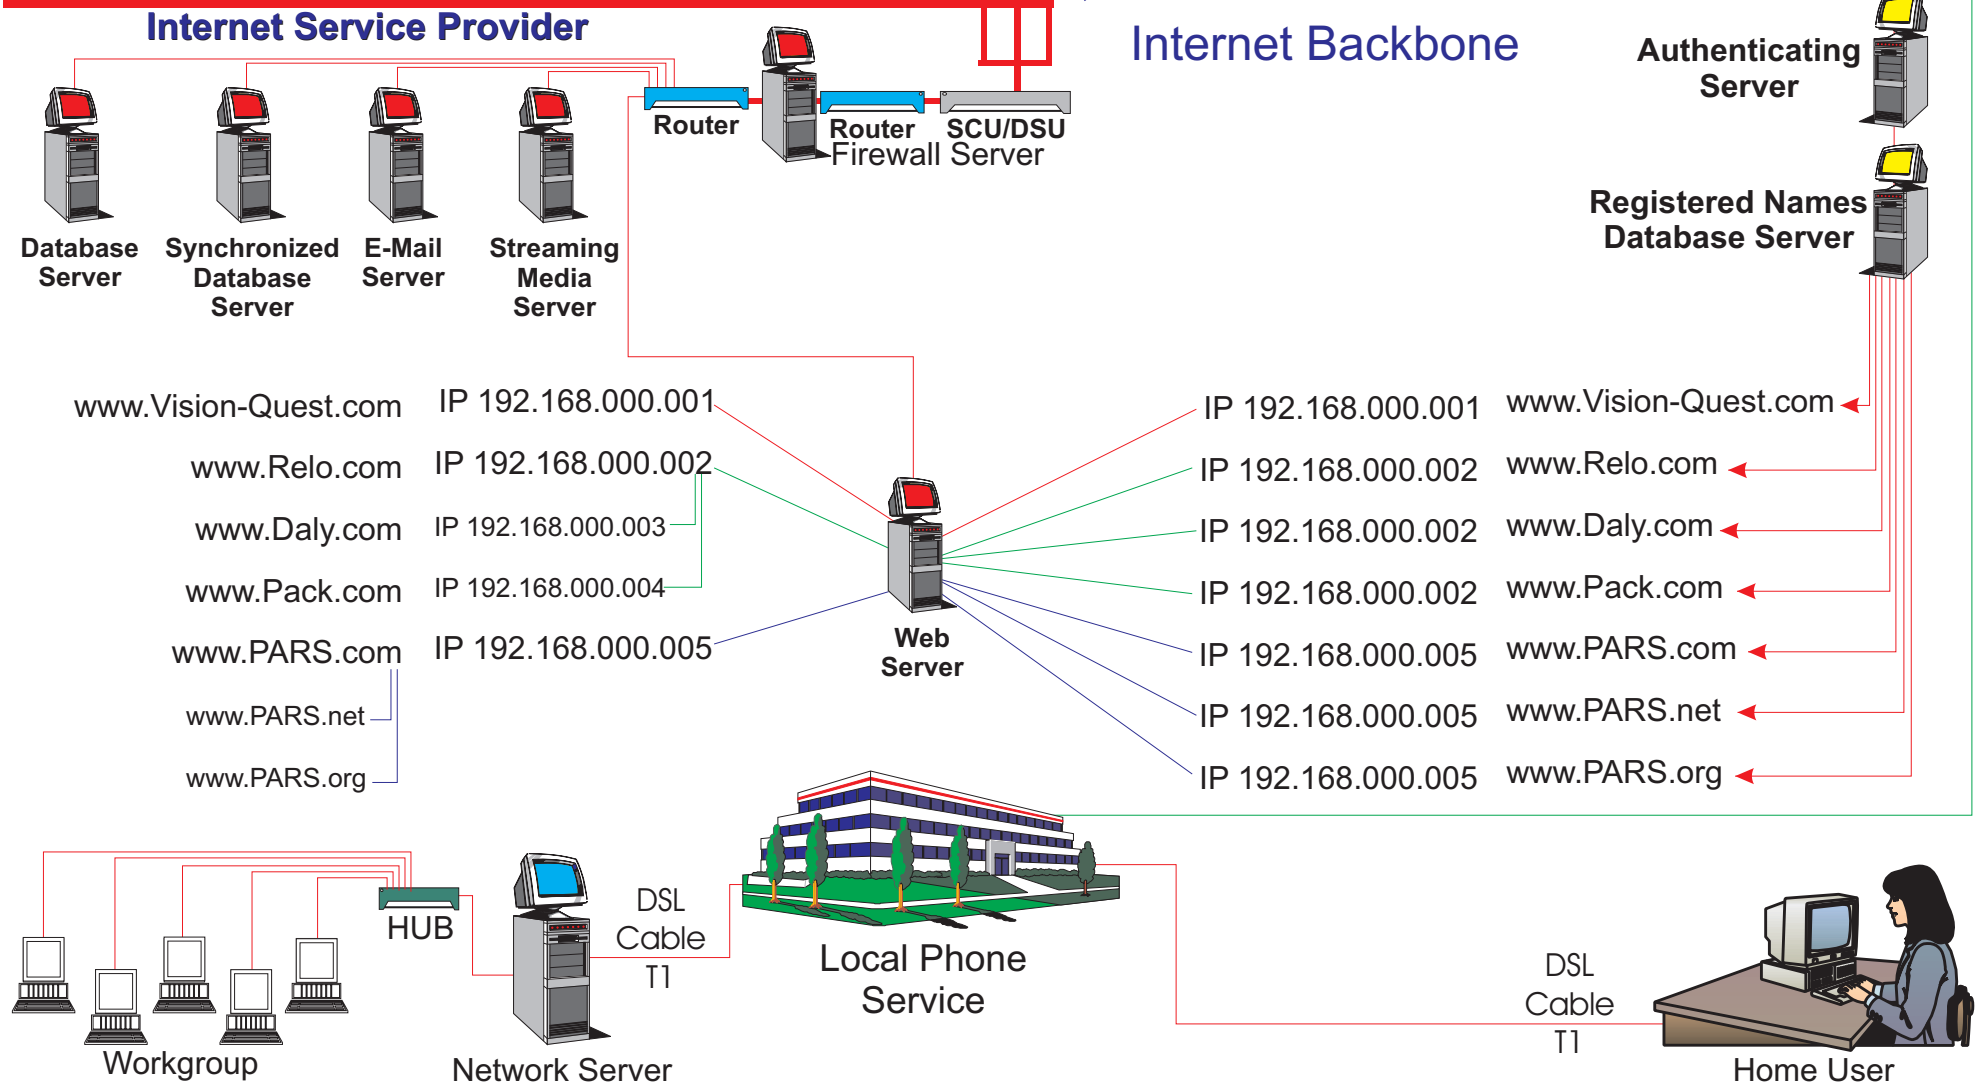 Internet Service Provider
Internet Backbone
Authenticating
Server
Router
Router
SCU/DSU
Firewall Server
Registered Names
Database Server
Database
Server
Synchronized
Database
Server
E-Mail
Server
Streaming
Media
Server
www.Vision-Quest.com IP 192.168.000.001
www.Relo.com IP 192.168.000.002
www.Daly.com IP 192.168.000.003
www.Pack.com IP 192.168.000.004
www.PARS.com IP 192.168.000.005
www.PARS.net
www.PARS.org
Web
Server
IP 192.168.000.001 www.Vision-Quest.com
IP 192.168.000.002 www.Relo.com
IP 192.168.000.002 www.Daly.com
IP 192.168.000.002 www.Pack.com
IP 192.168.000.005 www.PARS.com
IP 192.168.000.005 www.PARS.net
IP 192.168.000.005 www.PARS.org
HUB
Workgroup
Network Server
DSL
Cable
T1
Local Phone
Service
DSL
Cable
T1
Home User